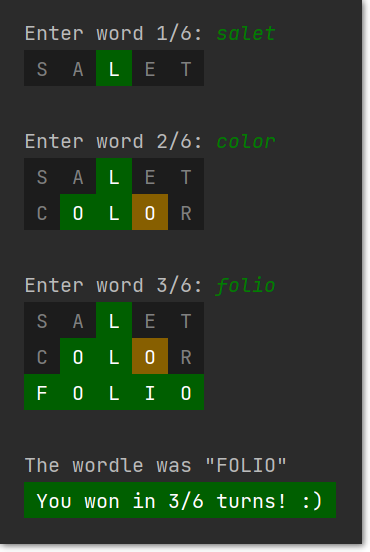 Enter word 1/6: salet
S A L E T
Enter word 2/6: color
S A L E T
C O L O R
Enter word 3/6: folio
S A L E T
C O L O R
F O L I O
The wordle was "FOLIO"
You won in 3/6 turns! :)